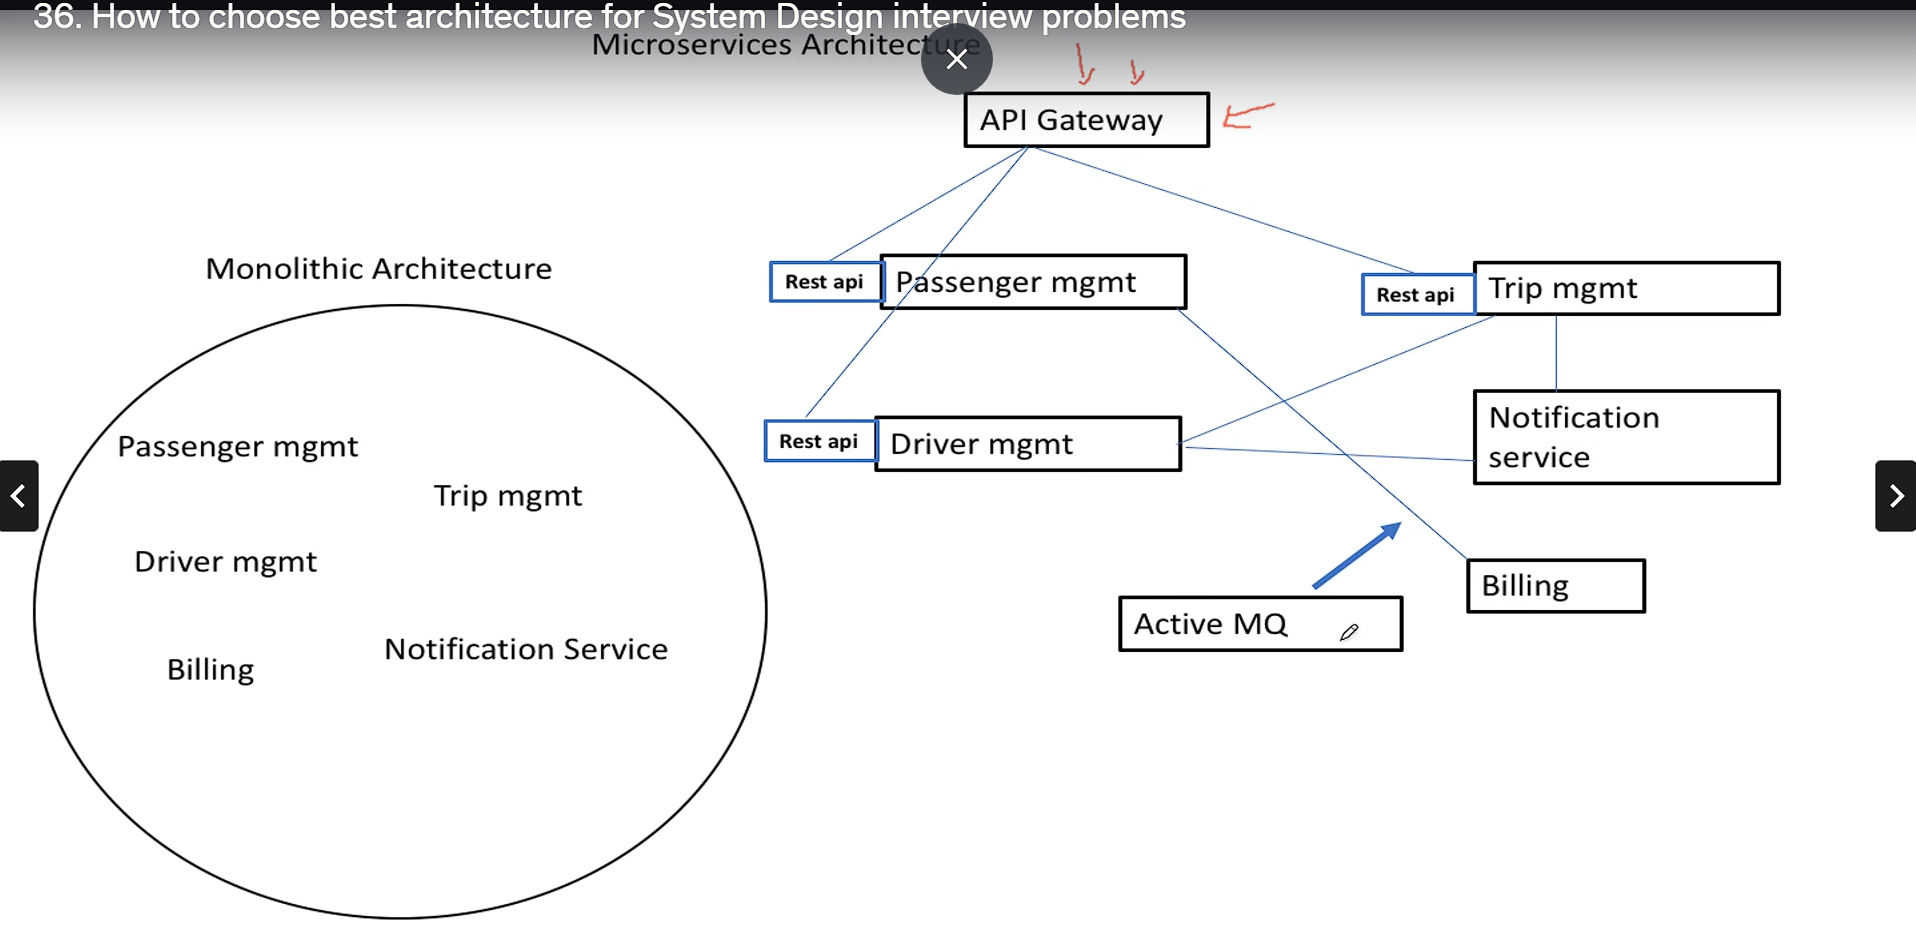 36. How to choose best architecture for System Design interview problems
Microservices Architecture
API Gateway
Monolithic Architecture
Rest api
Passenger mgmt
Rest api
Trip mgmt
Rest api
Driver mgmt
Notification
service
Billing
Active MQ
Passenger mgmt
Trip mgmt
Driver mgmt
Notification Service
Billing